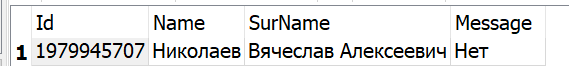 Id Name SurName Message
1 1979945707 Николаев Вячеслав Алексеевич Нет